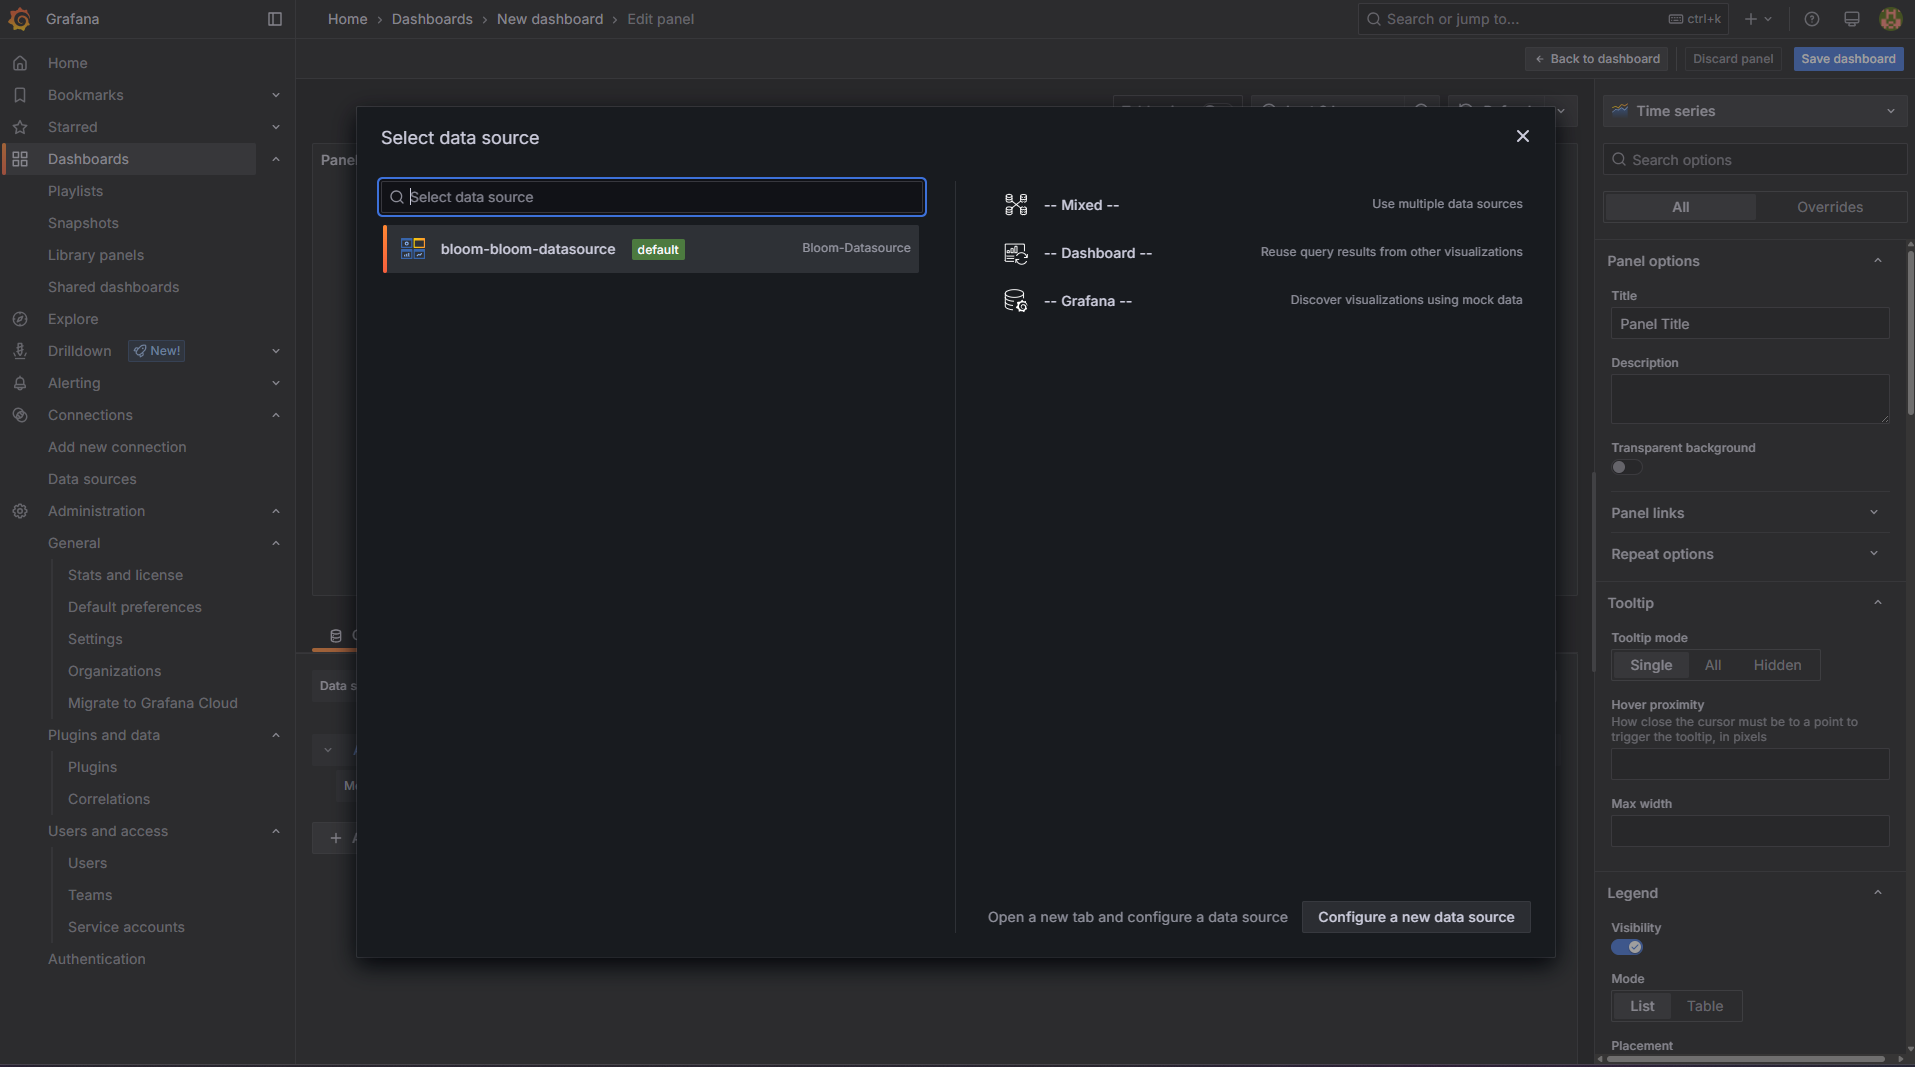 Grafana
Home › Dashboards › New dashboard › Edit panel
Search or jump to...
ctrl+k
Back to dashboard
Discard panel
Save dashboard
Home
Bookmarks
Starred
Dashboards
Playlists
Snapshots
Library panels
Shared dashboards
Explore
Drilldown
New!
Alerting
Connections
Add new connection
Data sources
Administration
General
Stats and license
Default preferences
Settings
Organizations
Migrate to Grafana Cloud
Plugins and data
Plugins
Correlations
Users and access
Users
Teams
Service accounts
Authentication
Panel
Data s
Select data source
Select data source
bloom-bloom-datasource
default
Bloom-Datasource
-- Mixed --
Use multiple data sources
-- Dashboard --
Reuse query results from other visualizations
-- Grafana --
Discover visualizations using mock data
Open a new tab and configure a data source
Configure a new data source
Time series
Search options
All
Overrides
Panel options
Title
Panel Title
Description
Transparent background
Panel links
Repeat options
Tooltip
Tooltip mode
Single
All
Hidden
Hover proximity
How close the cursor must be to a point to
trigger the tooltip, in pixels
Max width
Legend
Visibility
Mode
List
Table
Placement